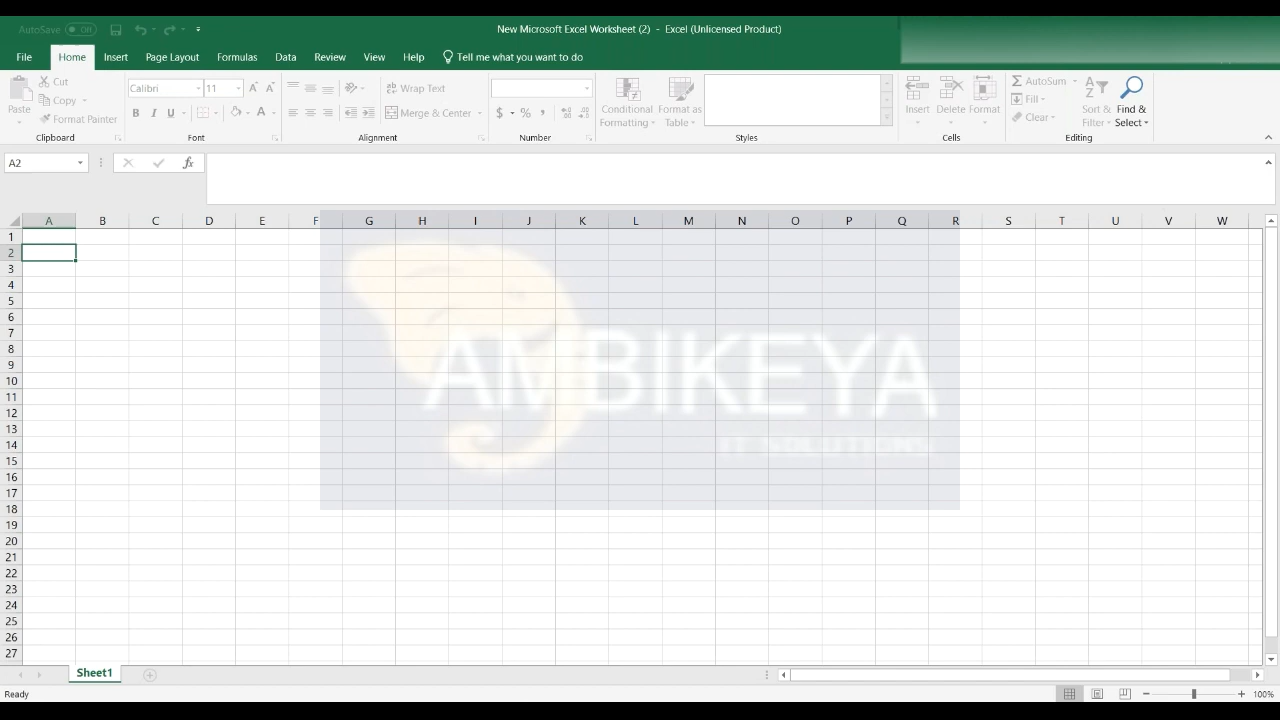 AutoSave Off
New Microsoft Excel Worksheet (2) - Excel (Unlicensed Product)
File Home Insert Page Layout Formulas Data Review View Help Tell me what you want to do
Paste
Cut
Copy
Format Painter
Clipboard
Calibri
B I U A
Font
ab Wrap Text
Merge & Center
Alignment
$ % ,
Number
Conditional Formatting
Format as Table
Styles
Insert Delete Format
Cells
AutoSum
Fill
Clear
Sort & Filter
Find & Select
Editing
A2 fx
A B C D E F G H I J K L M N O P Q R S T U V W
1
2
3
4
5
6
7
8
9
10
11
12
13
14
15
16
17
18
19
20
21
22
23
24
25
26
27
AMBIKEYA
IT SOLUTIONS
Sheet1
Ready
100%